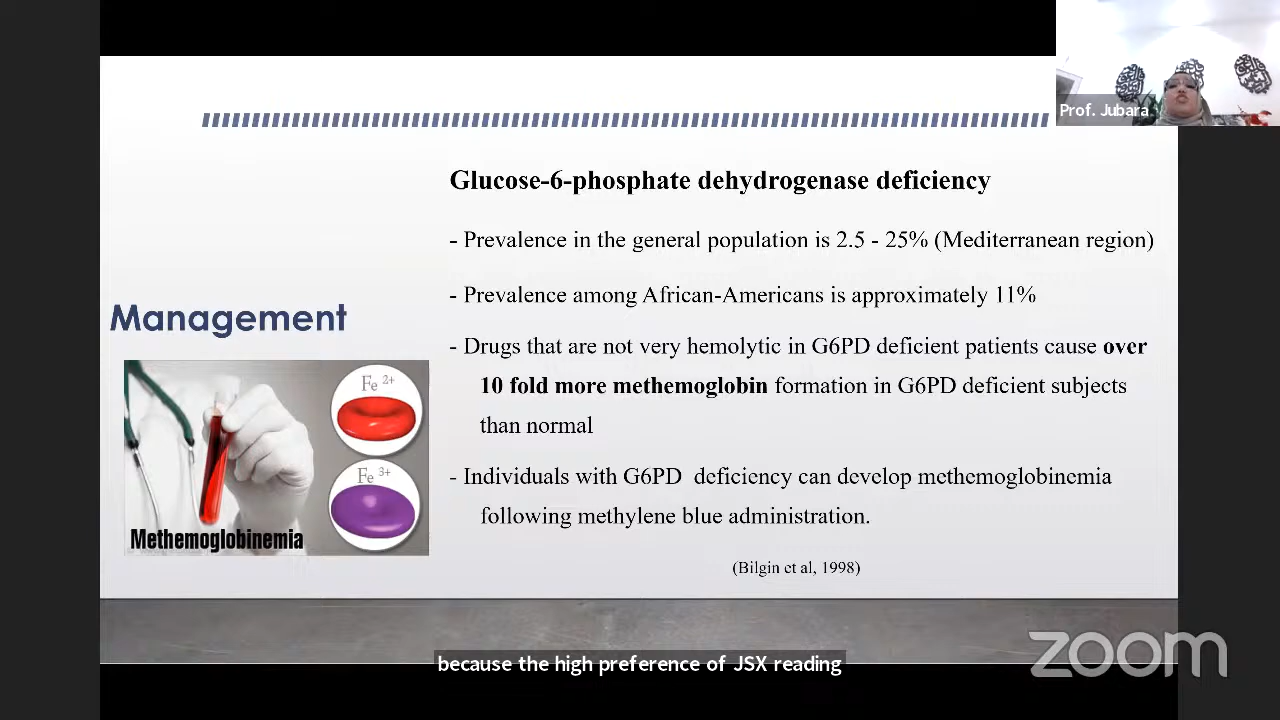 Prof. Jubara
Glucose-6-phosphate dehydrogenase deficiency
- Prevalence in the general population is 2.5 - 25% (Mediterranean region)
- Prevalence among African-Americans is approximately 11%
- Drugs that are not very hemolytic in G6PD deficient patients cause over
10 fold more methemoglobin formation in G6PD deficient subjects
than normal
- Individuals with G6PD deficiency can develop methemoglobinemia
following methylene blue administration.
(Bilgin et al, 1998)
Management
Fe 2+
Fe 3+
Methemoglobinemia
zoom
because the high preference of JSX reading